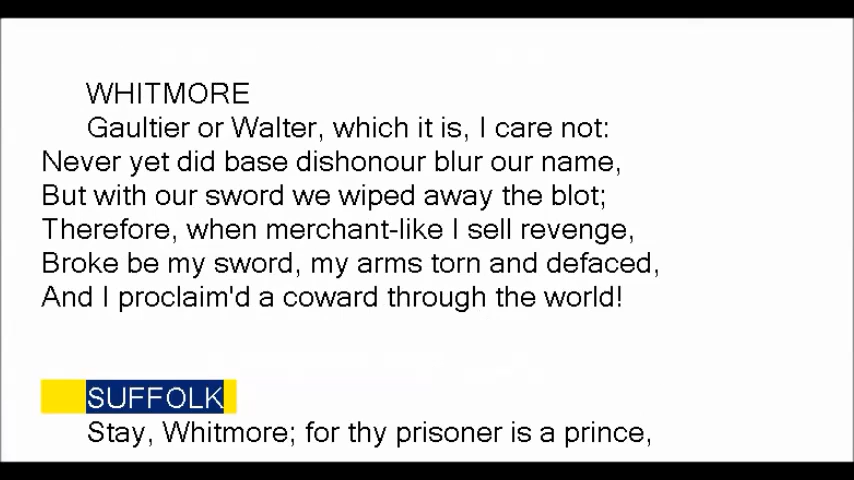 WHITMORE
Gaultier or Walter, which it is, I care not:
Never yet did base dishonour blur our name,
But with our sword we wiped away the blot;
Therefore, when merchant-like I sell revenge,
Broke be my sword, my arms torn and defaced,
And I proclaim'd a coward through the world!
SUFFOLK
Stay, Whitmore; for thy prisoner is a prince,